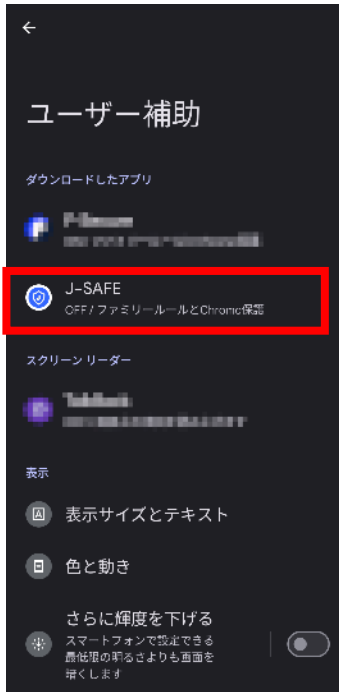 ユーザー補助
ダウンロードしたアプリ
J-SAFE
OFF / ファミリールールとChrome保護
スクリーン リーダー
表示
表示サイズとテキスト
色と動き
さらに輝度を下げる
スマートフォンで設定できる
最低限の明るさよりも画面を
暗くします